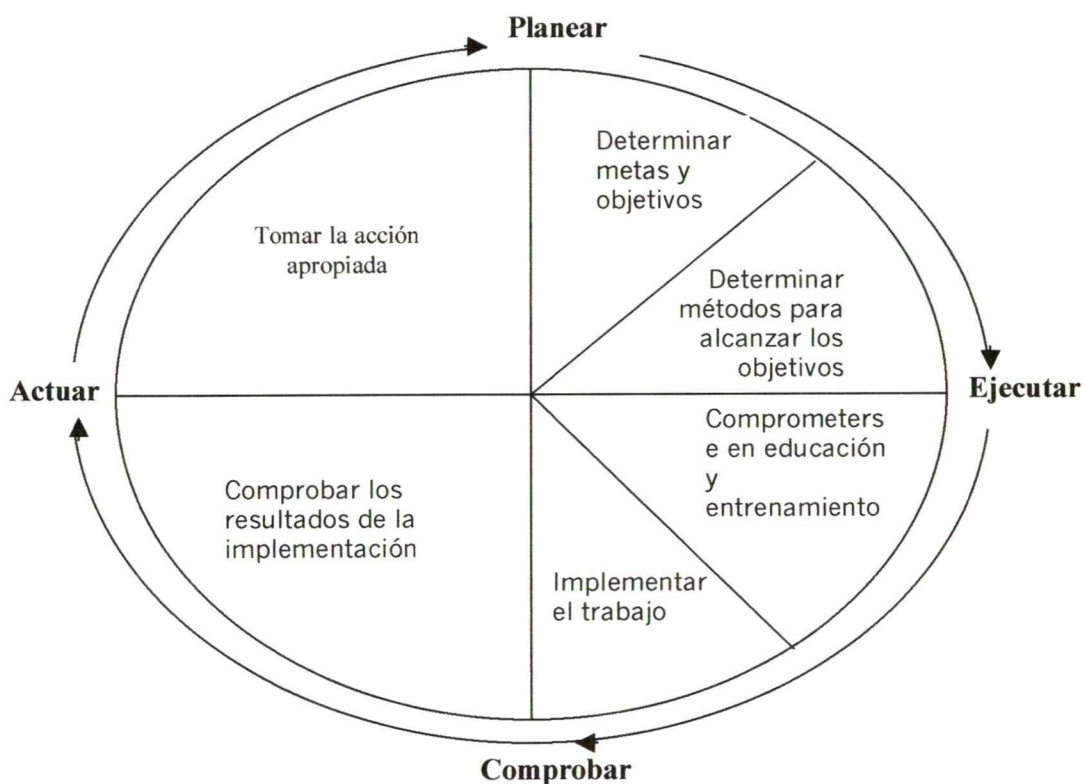 Planear
Determinar
metas y
objetivos
Tomar la acción
apropiada
Determinar
métodos para
alcanzar los
objetivos
Actuar
Ejecutar
Comprometers
e en educación
y
entrenamiento
Comprobar los
resultados de la
implementación
Implementar
el trabajo
Comprobar